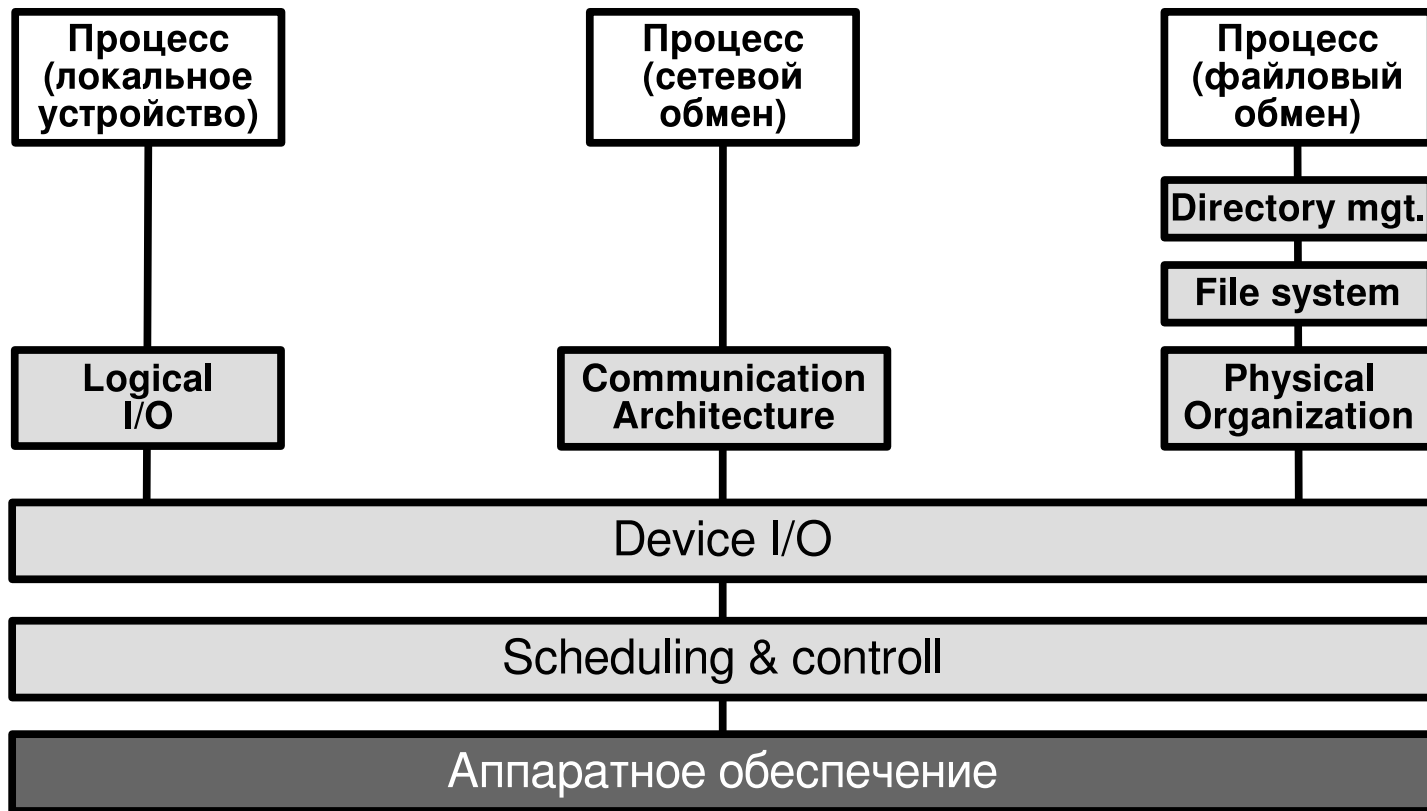 Процесс
(локальное
устройство)
Процесс
(сетевой
обмен)
Процесс
(файловый
обмен)
Directory mgt.
File system
Logical
I/O
Communication
Architecture
Physical
Organization
Device I/O
Scheduling & controll
Аппаратное обеспечение